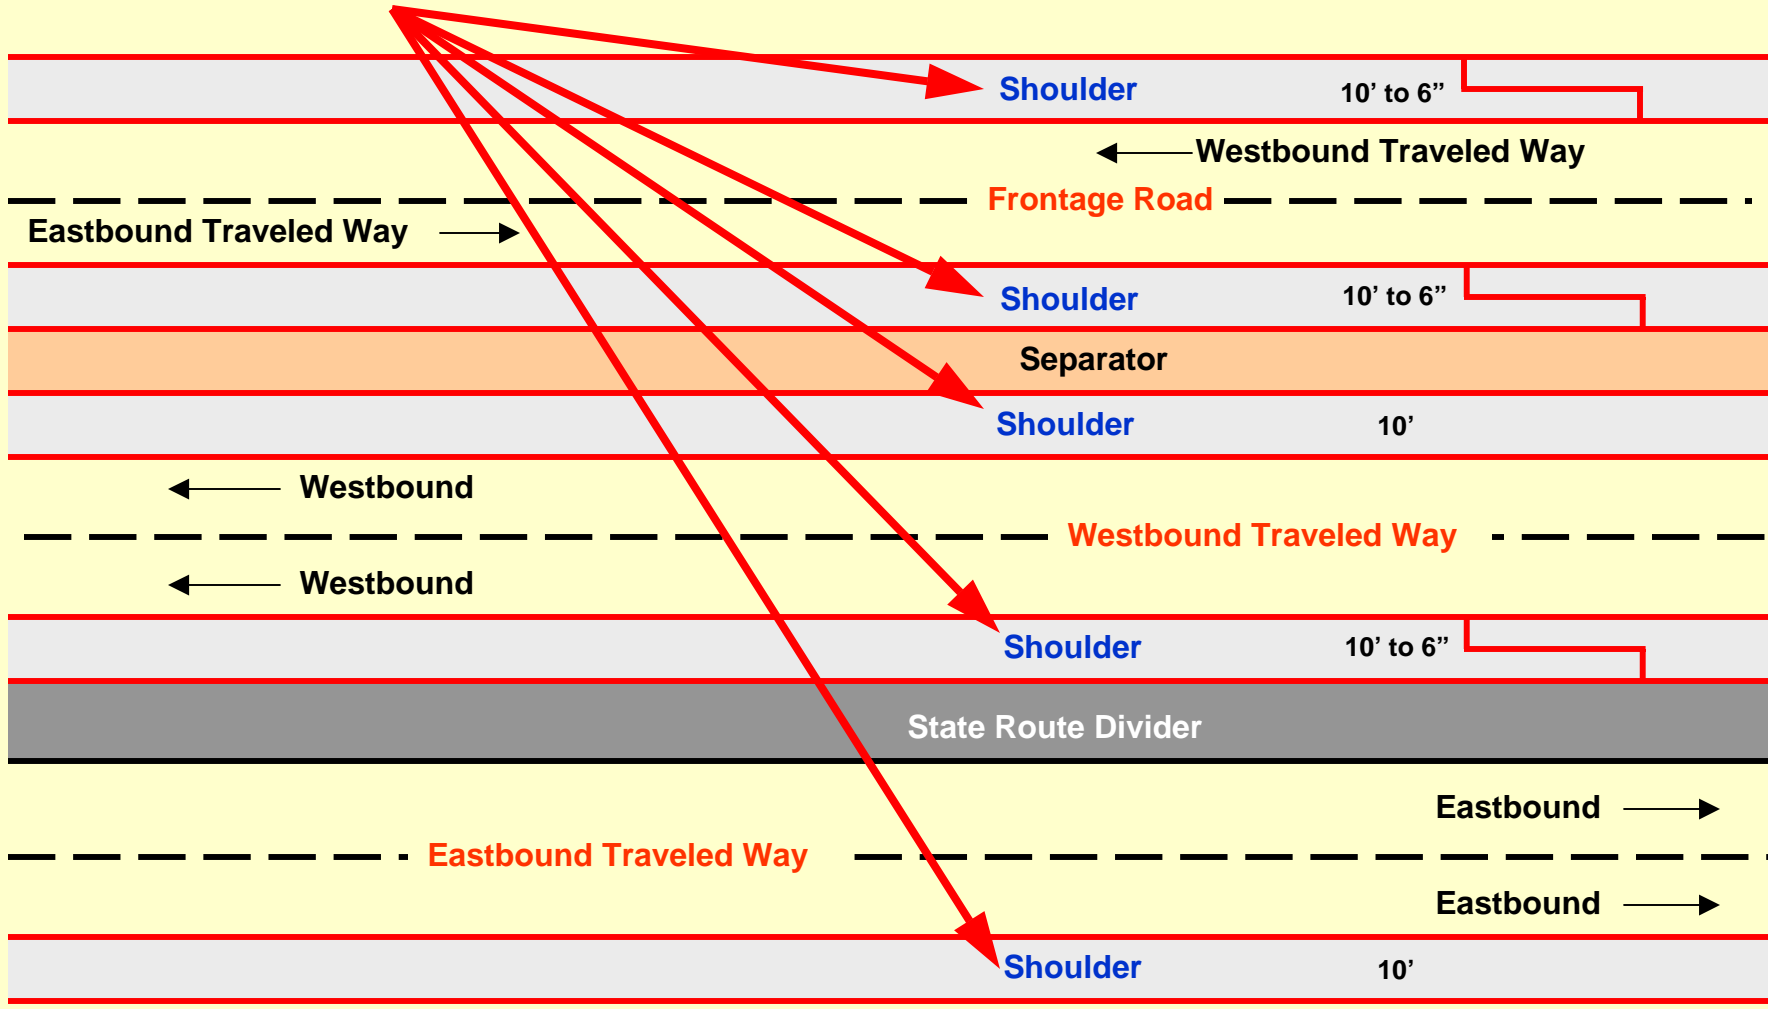 Shoulder 10’ to 6”
Westbound Traveled Way
Frontage Road
Eastbound Traveled Way
Shoulder 10’ to 6”
Separator
Shoulder 10’
Westbound
Westbound Traveled Way
Westbound
Shoulder 10’ to 6”
State Route Divider
Eastbound
Eastbound Traveled Way
Eastbound
Shoulder 10’